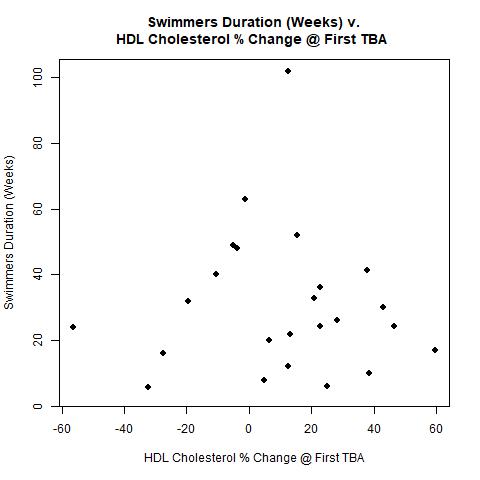 Swimmers Duration (Weeks) v.
HDL Cholesterol % Change @ First TBA
Swimmers Duration (Weeks)
100
80
60
40
20
0
-60 -40 -20 0 20 40 60
HDL Cholesterol % Change @ First TBA